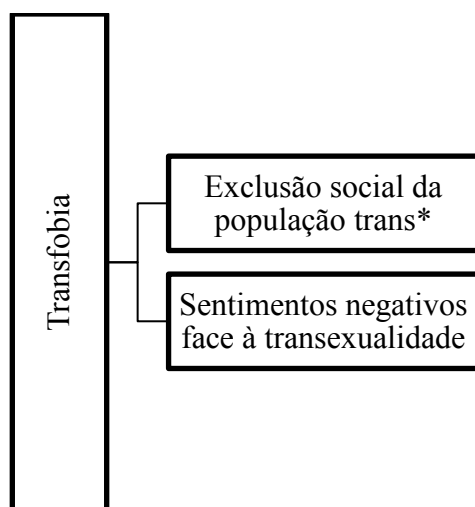 Transfobia
Exclusão social da
população trans*
Sentimentos negativos
face à transexualidade